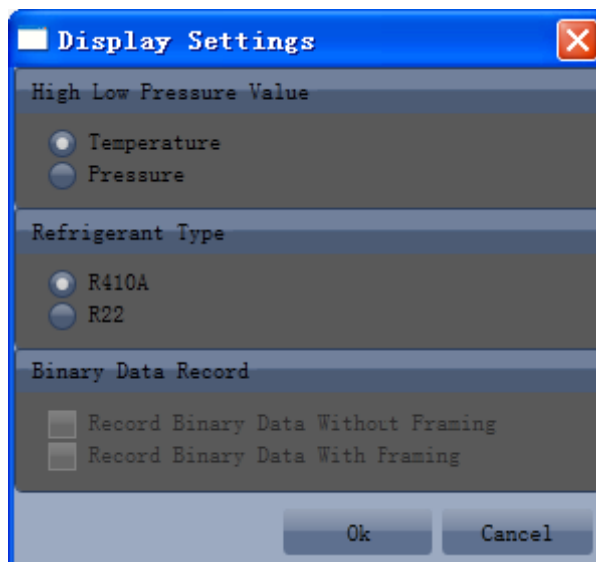 Display Settings
High Low Pressure Value
Temperature
Pressure
Refrigerant Type
R410A
R22
Binary Data Record
Record Binary Data Without Framing
Record Binary Data With Framing
Ok Cancel